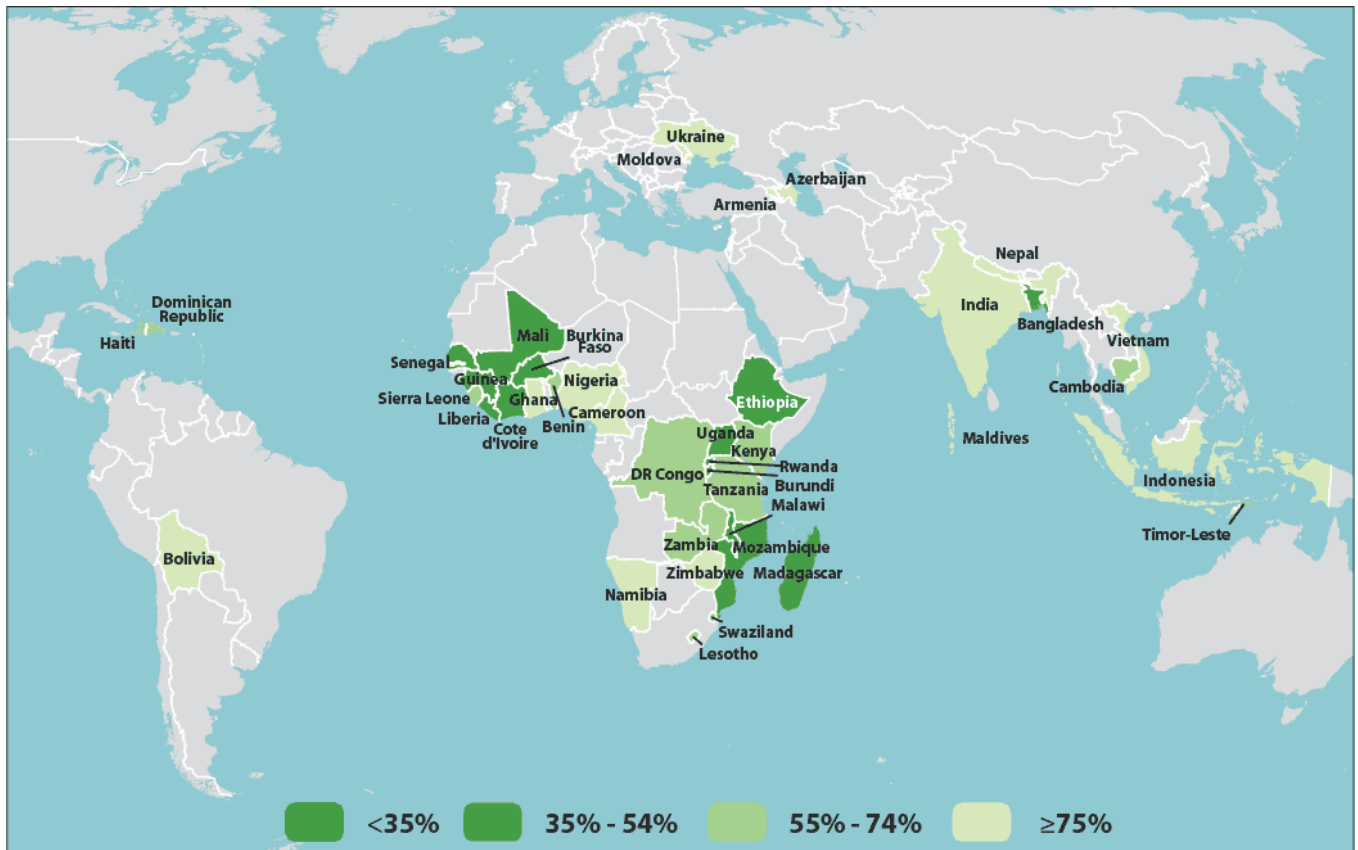 Ukraine
Moldova
Azerbaijan
Armenia
Nepal
India
Bangladesh
Vietnam
Cambodia
Maldives
Indonesia
Timor-Leste
Dominican
Republic
Haiti
Bolivia
Mali
Burkina
Faso
Senegal
Guinea
Nigeria
Sierra Leone
Ghana
Liberia
Cote
d'Ivoire
Benin
Cameroon
Ethiopia
Uganda
Kenya
Rwanda
DR Congo
Burundi
Tanzania
Malawi
Zambia
Mozambique
Zimbabwe
Madagascar
Namibia
Swaziland
Lesotho
<35%
35% - 54%
55% - 74%
≥75%